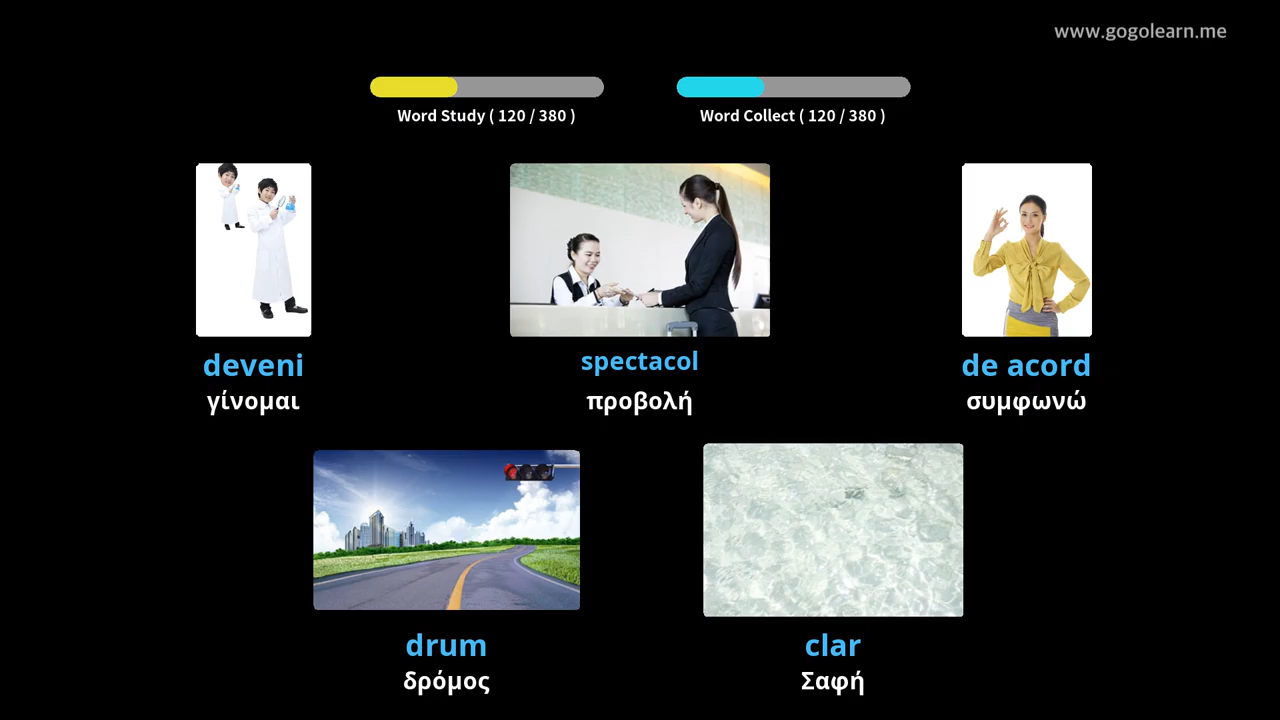 www.gogolearn.me
Word Study ( 120 / 380 )
Word Collect ( 120 / 380 )
deveni
γίνομαι
spectacol
προβολή
de acord
συμφωνώ
drum
δρόμος
clar
Σαφή